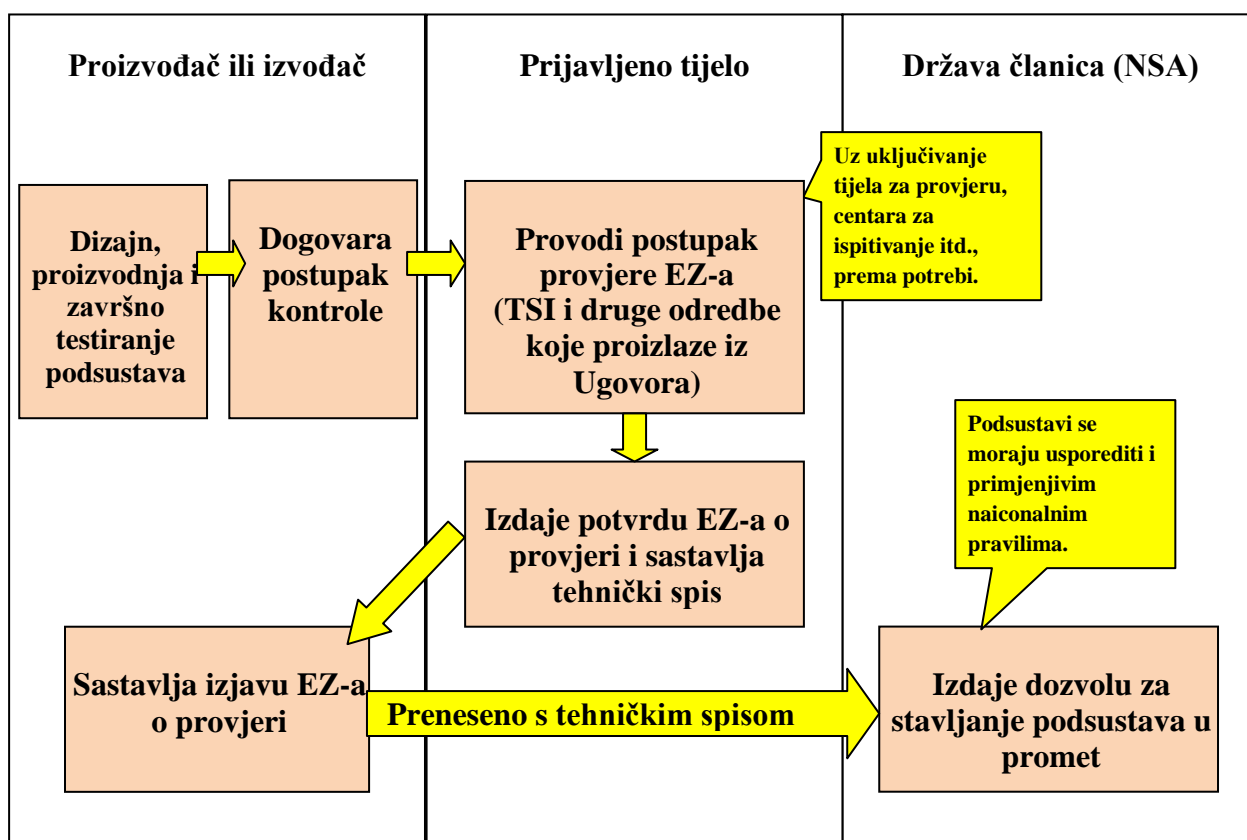 Proizvođač ili izvođač
Prijavljeno tijelo
Država članica (NSA)
Uz uključivanje
tijela za provjeru,
centara za
ispitivanje itd.,
prema potrebi.
Dizajn,
proizvodnja i
završno
testiranje
podsustava
Dogovara
postupak
kontrole
Provodi postupak
provjere EZ-a
(TSI i druge odredbe
koje proizlaze iz
Ugovora)
Podsustavi se
moraju usporediti i
primjenjivim
naiconalnim
pravilima.
Izdaje potvrdu EZ-a o
provjeri i sastavlja
tehnički spis
Sastavlja izjavu EZ-a
o provjeri
Preneseno s tehničkim spisom
Izdaje dozvolu za
stavljanje podsustava u
promet